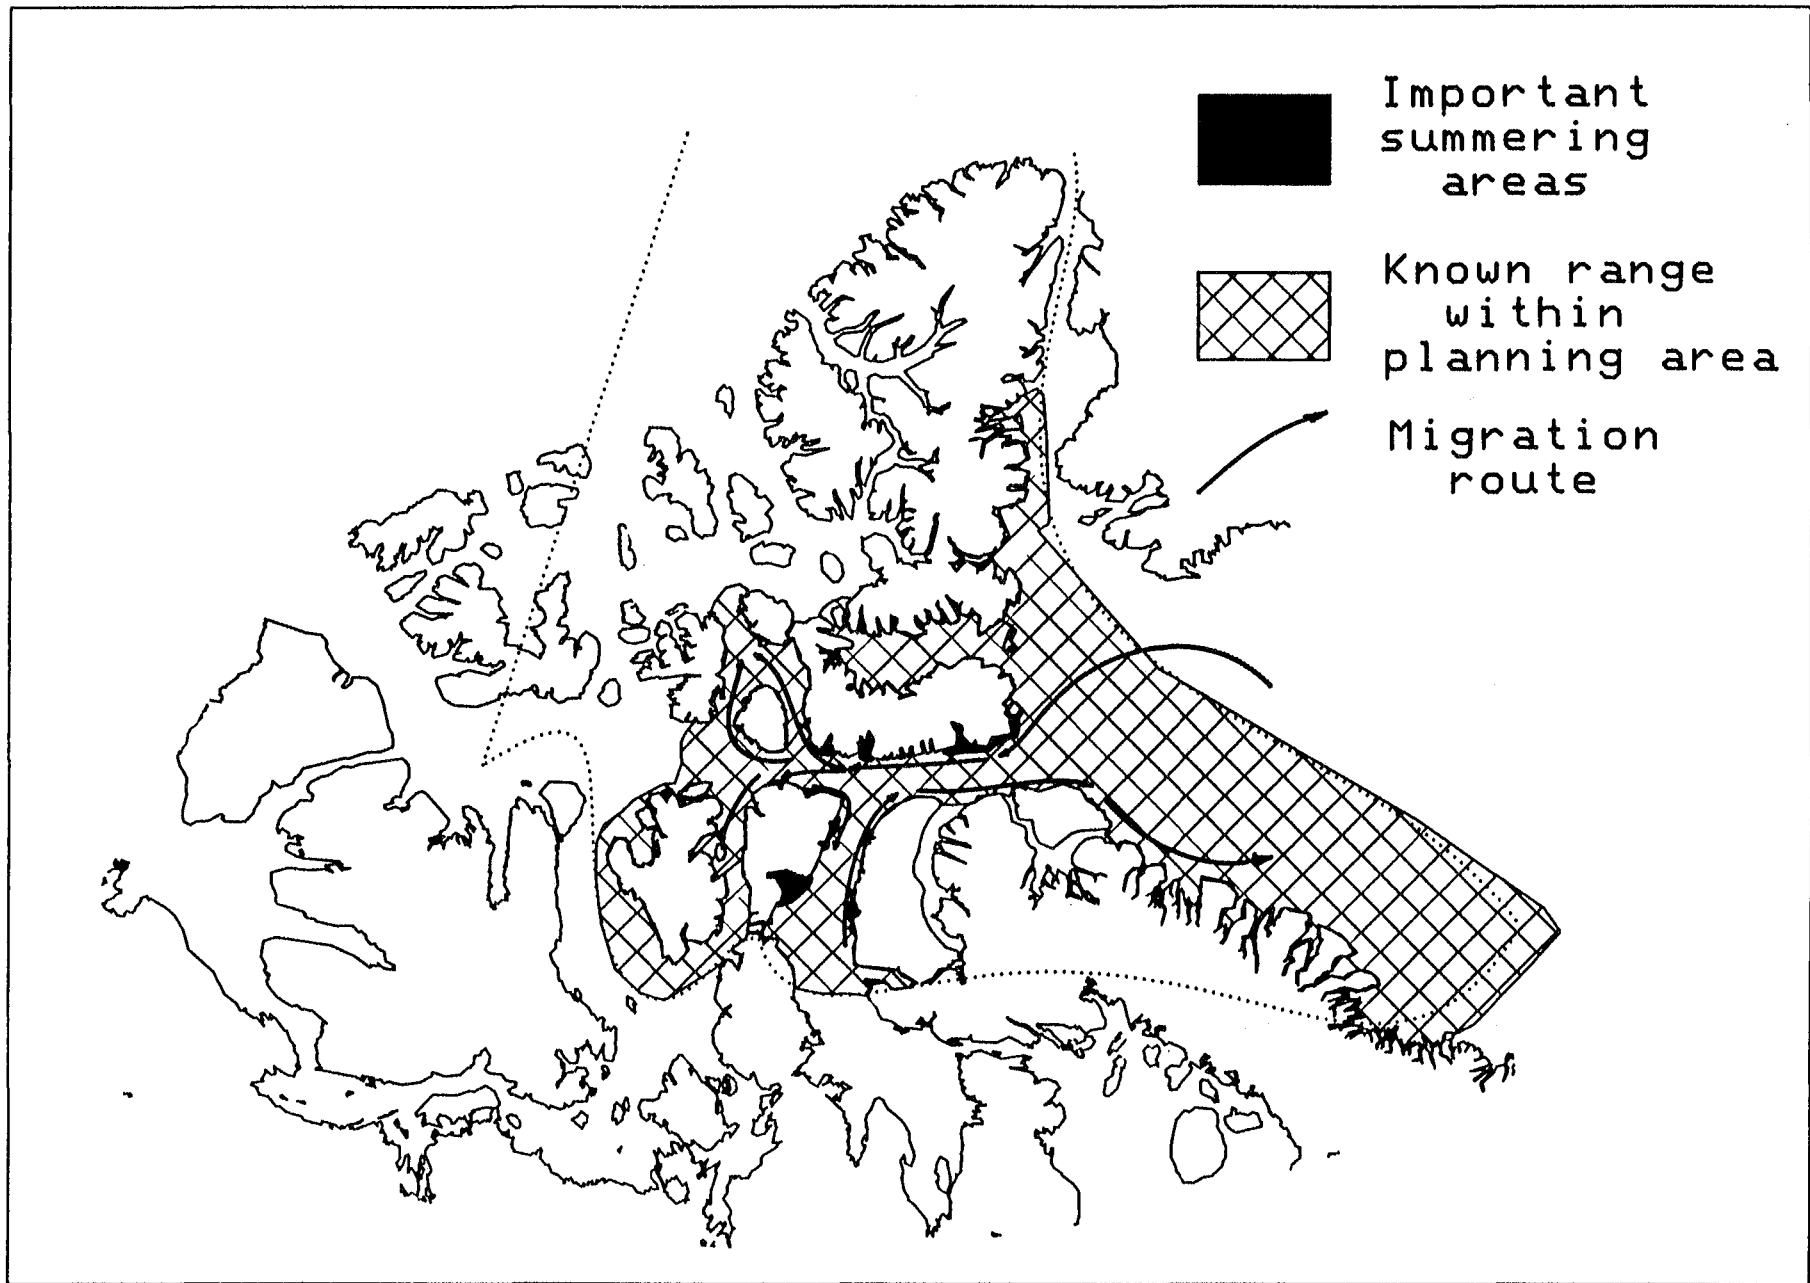 Important
summering
areas
Known range
within
planning area
Migration
route